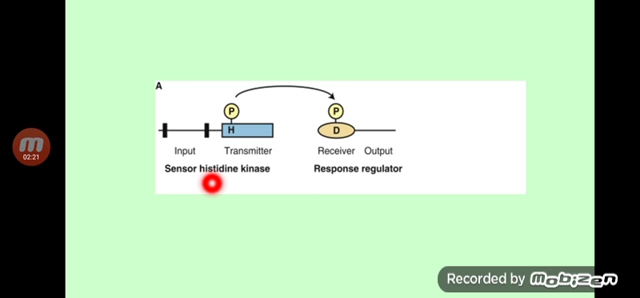 A
P
P
H
D
Input Transmitter Receiver Output
Sensor histidine kinase Response regulator
02:21
Recorded by mobizen